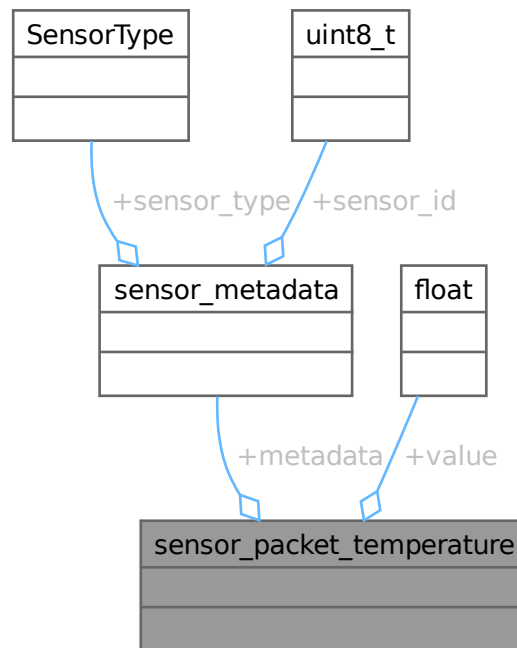 SensorType
uint8_t
+sensor_type
+sensor_id
sensor_metadata
float
+metadata
+value
sensor_packet_temperature